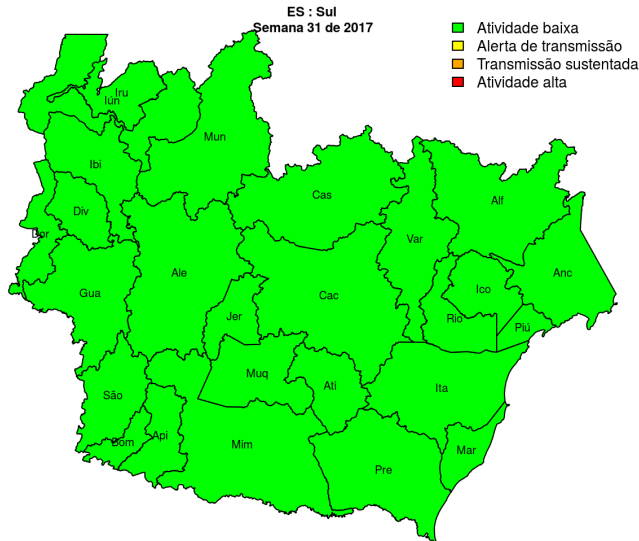 ES : Sul
Semana 31 de 2017
Atividade baixa
Alerta de transmissão
Transmissão sustentada
Atividade alta
Iru
Iún
Mun
Ibi
Cas
Alf
Div
Dor
Var
Ale
Anc
Gua
Cac
Ico
Jer
Rio
Piú
Muq
Ati
Ita
São
Api
Bom
Mim
Mar
Pre